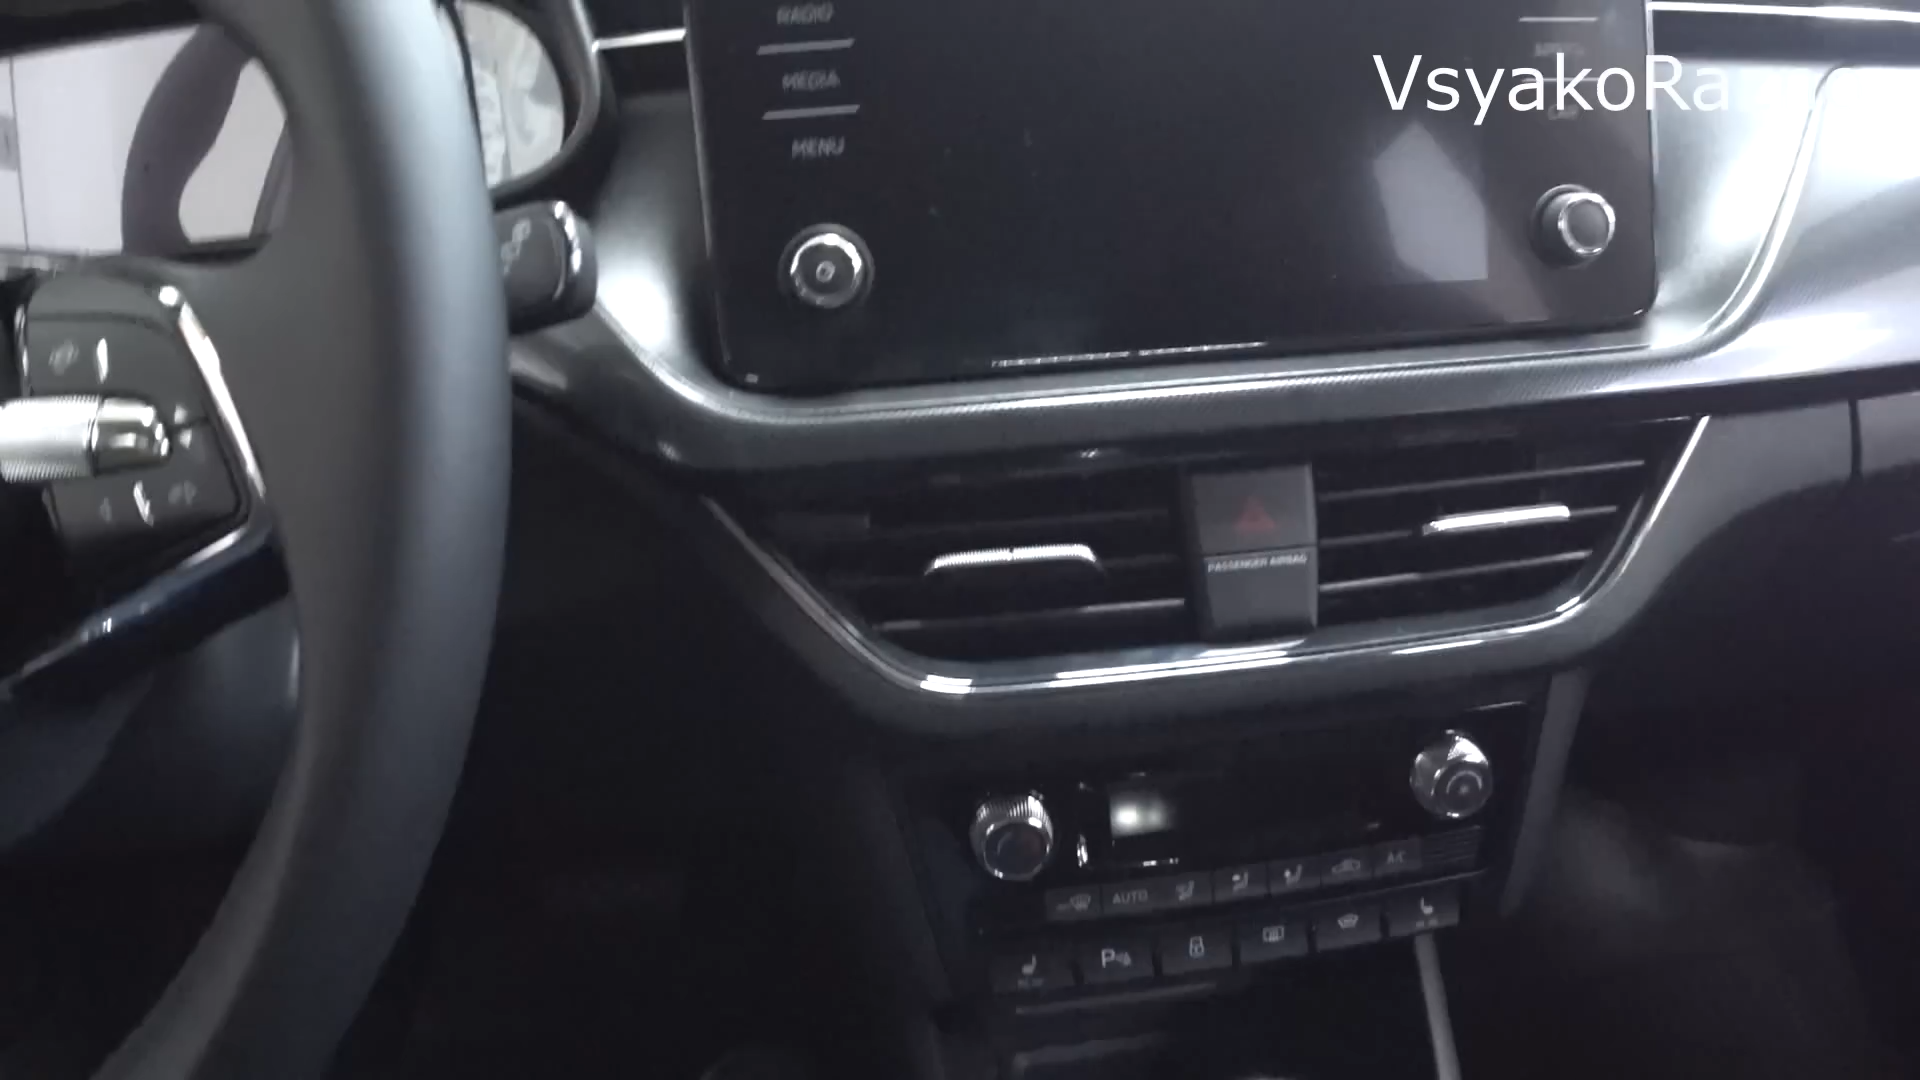 RADIO
MEDIA
MENU
VsyakoRa
PASSENGER AIRBAG
AUTO
A/C
P